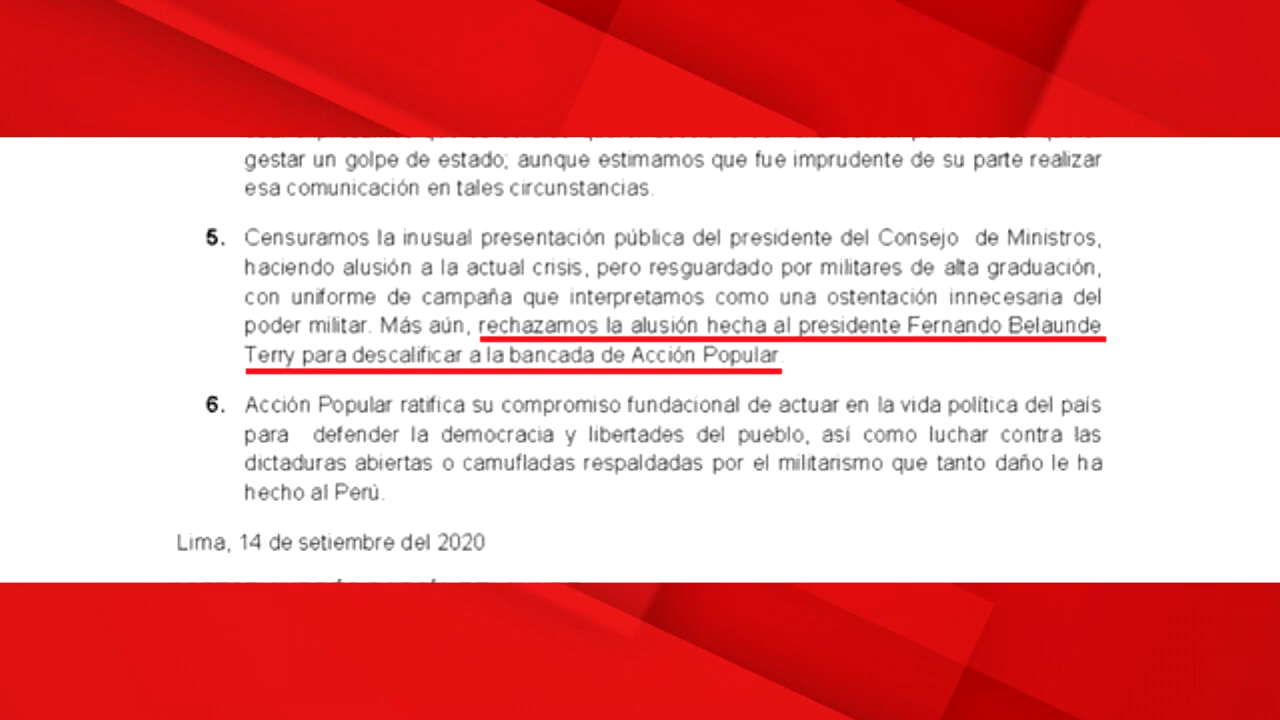 gestar un golpe de estado; aunque estimamos que fue imprudente de su parte realizar
esa comunicación en tales circunstancias.
5. Censuramos la inusual presentación pública del presidente del Consejo de Ministros,
haciendo alusión a la actual crisis, pero resguardado por militares de alta graduación,
con uniforme de campaña que interpretamos como una ostentación innecesaria del
poder militar. Más aún, rechazamos la alusión hecha al presidente Fernando Belaunde
Terry para descalificar a la bancada de Acción Popular.
6. Acción Popular ratifica su compromiso fundacional de actuar en la vida política del país
para defender la democracia y libertades del pueblo, así como luchar contra las
dictaduras abiertas o camufladas respaldadas por el militarismo que tanto daño le ha
hecho al Perú.
Lima, 14 de setiembre del 2020